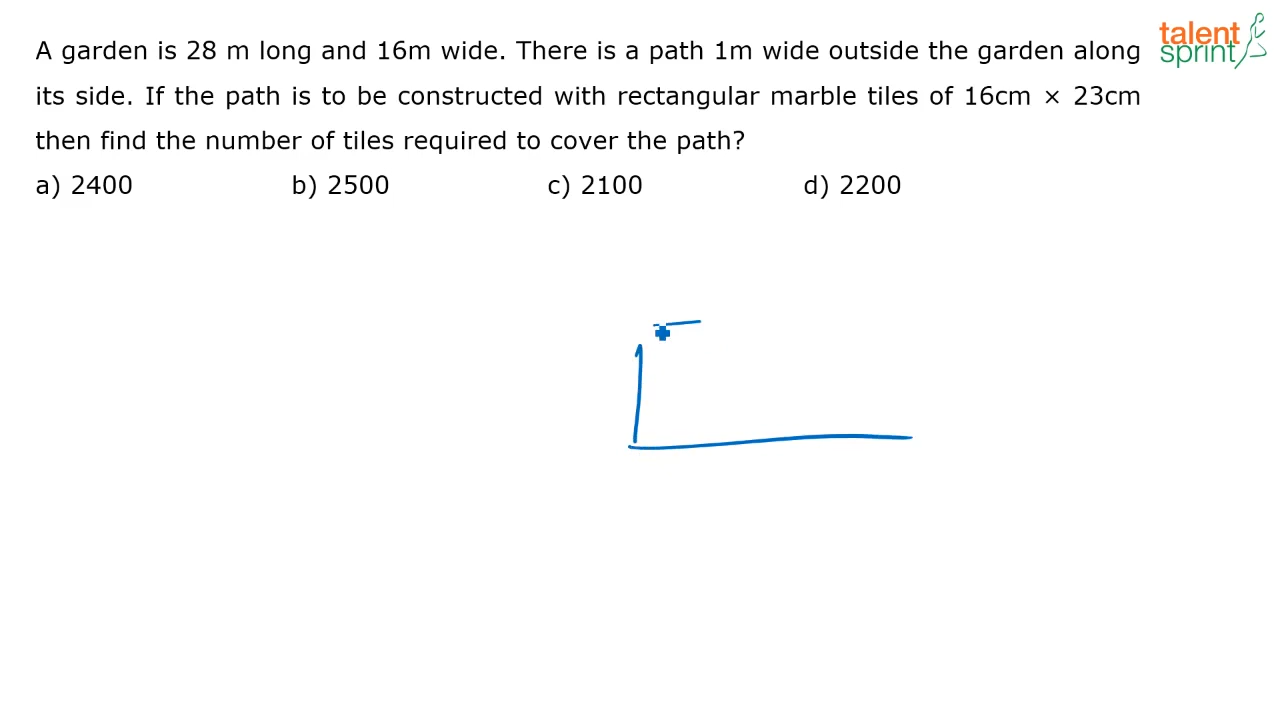 talent
sprint
A garden is 28 m long and 16m wide. There is a path 1m wide outside the garden along
its side. If the path is to be constructed with rectangular marble tiles of 16cm × 23cm
then find the number of tiles required to cover the path?
a) 2400 b) 2500 c) 2100 d) 2200